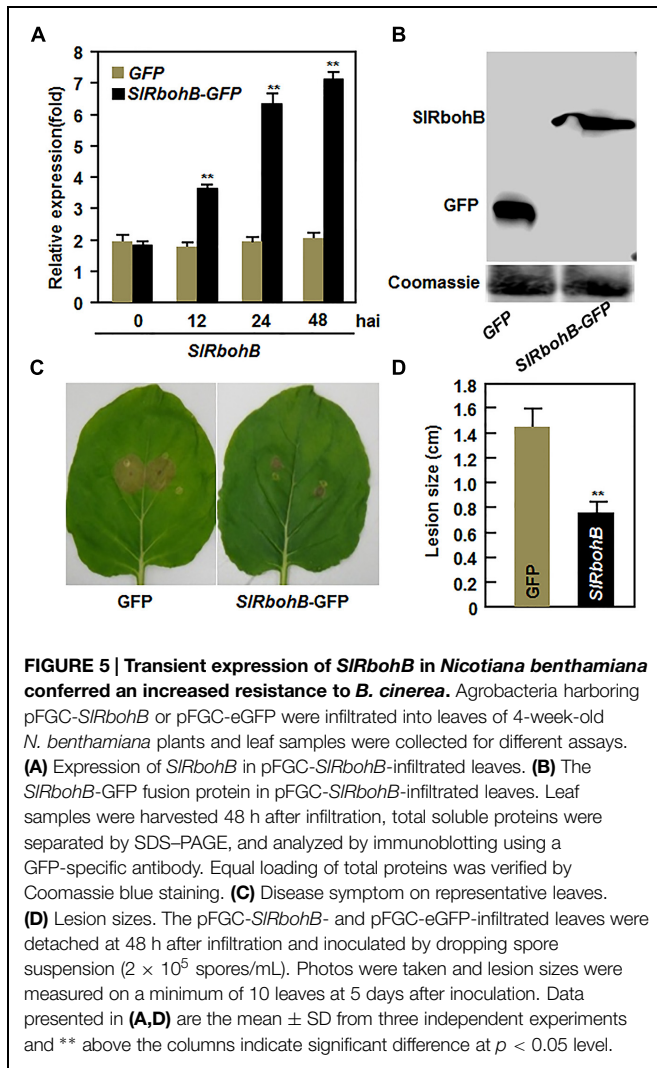 A
Relative expression(fold)
8
7
6
5
4
3
2
1
0
GFP
SlRbohB-GFP
**
**
**
0 12 24 48 hai
SlRbohB
B
SlRbohB
GFP
Coomassie
GFP
SlRbohB-GFP
C
GFP
SlRbohB-GFP
D
Lesion size (cm)
1.8
1.6
1.4
1.2
1.0
0.8
0.6
0.4
0.2
0
GFP
**
SlRbohB
FIGURE 5 | Transient expression of SlRbohB in Nicotiana benthamiana
conferred an increased resistance to B. cinerea. Agrobacteria harboring
pFGC-SlRbohB or pFGC-eGFP were infiltrated into leaves of 4-week-old
N. benthamiana plants and leaf samples were collected for different assays.
(A) Expression of SlRbohB in pFGC-SlRbohB-infiltrated leaves. (B) The
SlRbohB-GFP fusion protein in pFGC-SlRbohB-infiltrated leaves. Leaf
samples were harvested 48 h after infiltration, total soluble proteins were
separated by SDS–PAGE, and analyzed by immunoblotting using a
GFP-specific antibody. Equal loading of total proteins was verified by
Coomassie blue staining. (C) Disease symptom on representative leaves.
(D) Lesion sizes. The pFGC-SlRbohB- and pFGC-eGFP-infiltrated leaves were
detached at 48 h after infiltration and inoculated by dropping spore
suspension (2 × 10⁵ spores/mL). Photos were taken and lesion sizes were
measured on a minimum of 10 leaves at 5 days after inoculation. Data
presented in (A,D) are the mean ± SD from three independent experiments
and ** above the columns indicate significant difference at p < 0.05 level.